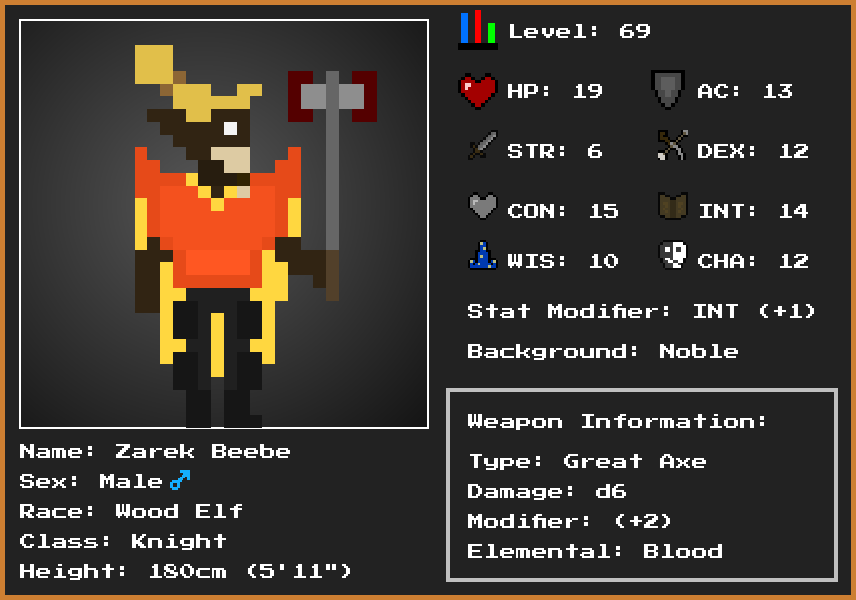 Level: 69
HP: 19 AC: 13
STR: 6 DEX: 12
CON: 15 INT: 14
WIS: 10 CHA: 12
Stat Modifier: INT (+1)
Background: Noble
Weapon Information:
Type: Great Axe
Damage: d6
Modifier: (+2)
Elemental: Blood
Name: Zarek Beebe
Sex: Male ♂
Race: Wood Elf
Class: Knight
Height: 180cm (5'11")